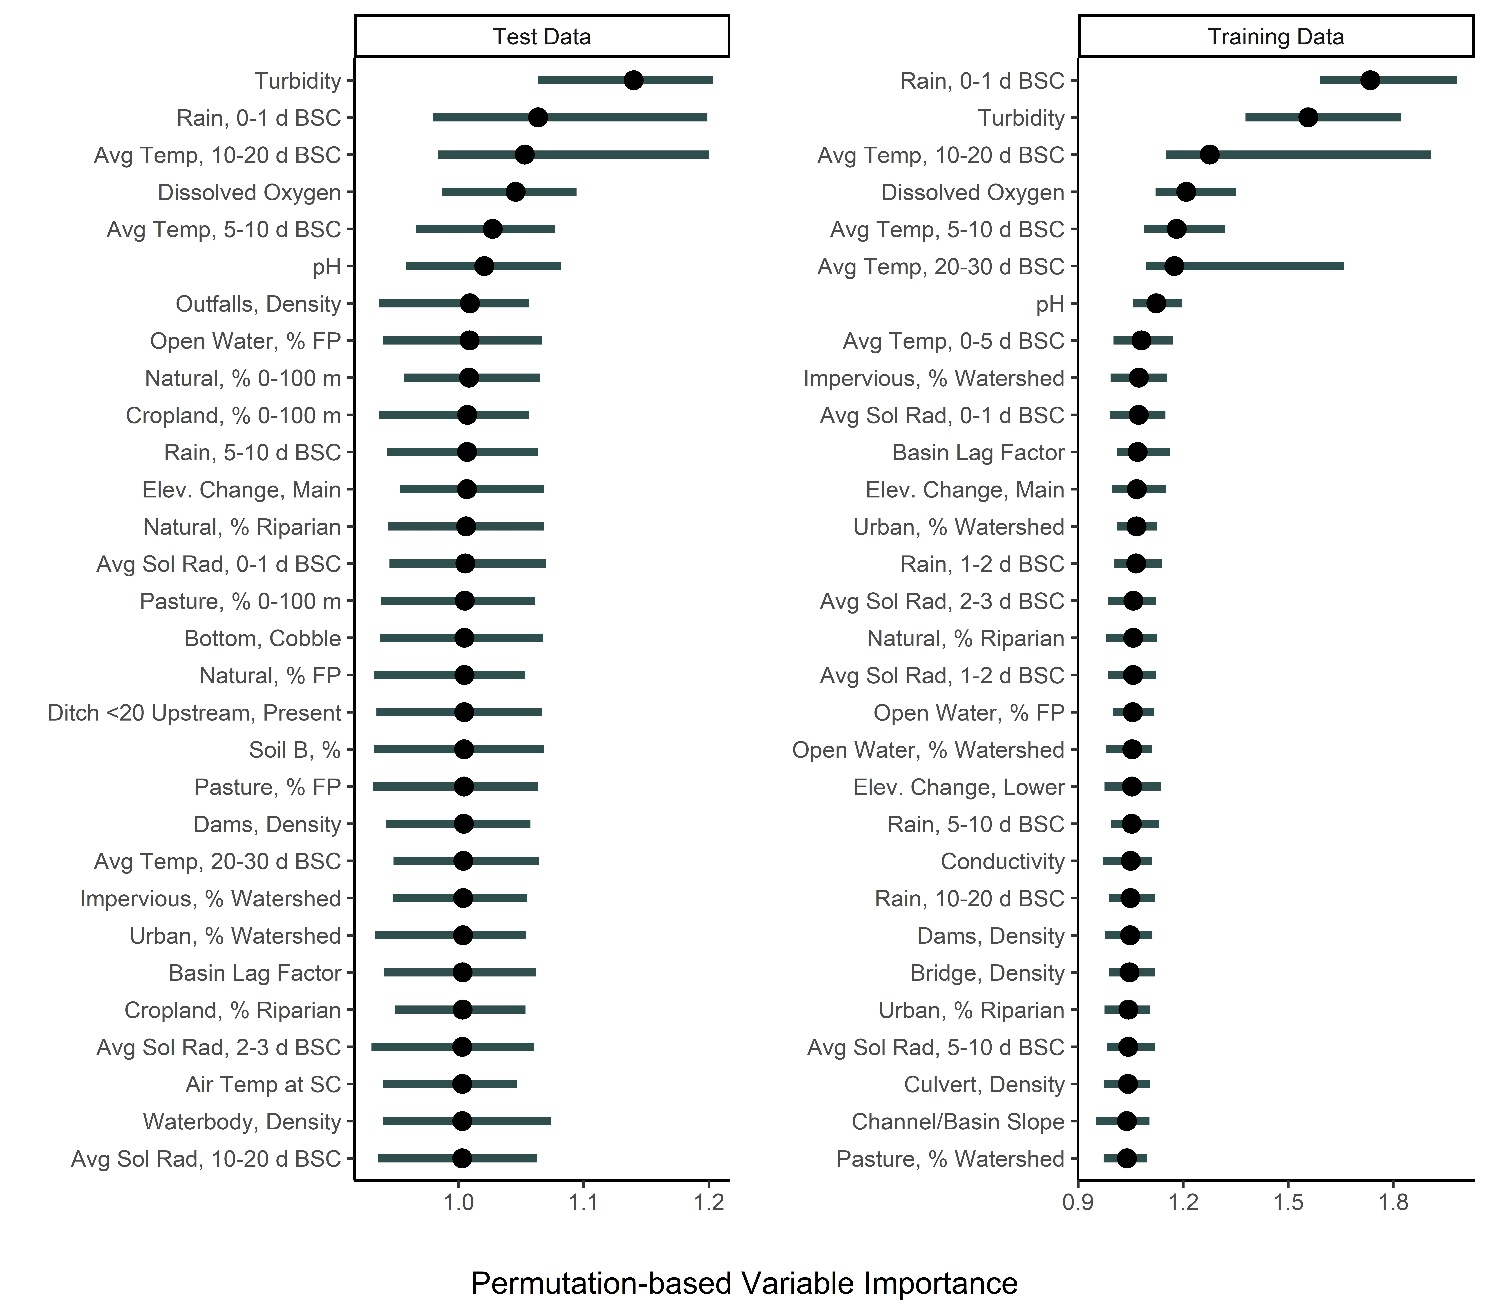 Test Data
Turbidity
Rain, 0-1 d BSC
Avg Temp, 10-20 d BSC
Dissolved Oxygen
Avg Temp, 5-10 d BSC
pH
Outfalls, Density
Open Water, % FP
Natural, % 0-100 m
Cropland, % 0-100 m
Rain, 5-10 d BSC
Elev. Change, Main
Natural, % Riparian
Avg Sol Rad, 0-1 d BSC
Pasture, % 0-100 m
Bottom, Cobble
Natural, % FP
Ditch <20 Upstream, Present
Soil B, %
Pasture, % FP
Dams, Density
Avg Temp, 20-30 d BSC
Impervious, % Watershed
Urban, % Watershed
Basin Lag Factor
Cropland, % Riparian
Avg Sol Rad, 2-3 d BSC
Air Temp at SC
Waterbody, Density
Avg Sol Rad, 10-20 d BSC
1.0 1.1 1.2
Training Data
Rain, 0-1 d BSC
Turbidity
Avg Temp, 10-20 d BSC
Dissolved Oxygen
Avg Temp, 5-10 d BSC
Avg Temp, 20-30 d BSC
pH
Avg Temp, 0-5 d BSC
Impervious, % Watershed
Avg Sol Rad, 0-1 d BSC
Basin Lag Factor
Elev. Change, Main
Urban, % Watershed
Rain, 1-2 d BSC
Avg Sol Rad, 2-3 d BSC
Natural, % Riparian
Avg Sol Rad, 1-2 d BSC
Open Water, % FP
Open Water, % Watershed
Elev. Change, Lower
Rain, 5-10 d BSC
Conductivity
Rain, 10-20 d BSC
Dams, Density
Bridge, Density
Urban, % Riparian
Avg Sol Rad, 5-10 d BSC
Culvert, Density
Channel/Basin Slope
Pasture, % Watershed
0.9 1.2 1.5 1.8
Permutation-based Variable Importance